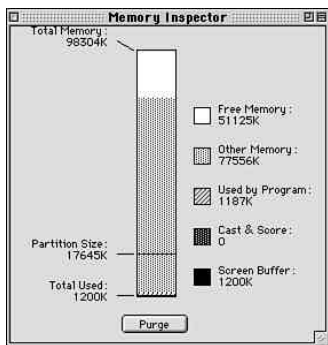 Memory Inspector
Total Memory:
98304K
Free Memory:
51125K
Other Memory:
77556K
Used by Program:
1187K
Cast & Score:
0
Partition Size:
17645K
Screen Buffer:
1200K
Total Used:
1200K
Purge